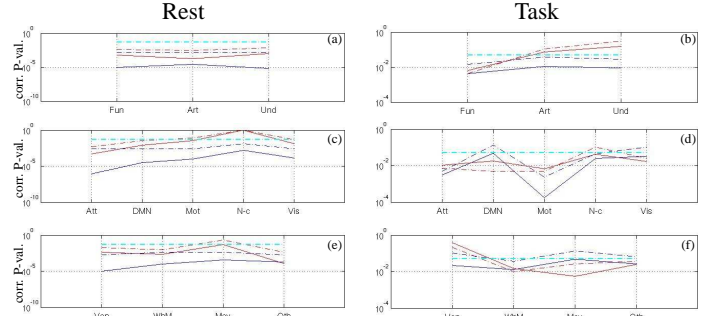 Rest Task
corr. P-val.
10^0
10^-5
10^-10
Fun Art Und
(a)
10^0
10^-2
10^-4
Fun Art Und
(b)
corr. P-val.
10^0
10^-5
10^-10
Att DMN Mot N-c Vis
(c)
10^0
10^-2
10^-4
Att DMN Mot N-c Vis
(d)
corr. P-val.
10^0
10^-5
10^-10
(e)
10^0
10^-2
10^-4
(f)